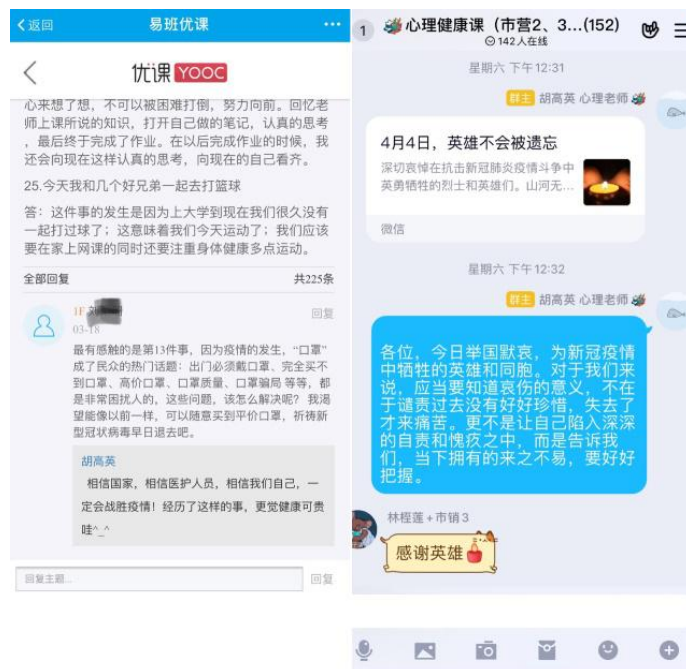 返回
易班优课
优课 YOOC
心来想了想，不可以被困难打倒，努力向前。回忆老
师上课所说的知识，打开自己做的笔记，认真的思考
，最后终于完成了作业。在以后完成作业的时候，我
还会向现在这样认真的思考，向现在的自己看齐。
25.今天我和几个好兄弟一起去打篮球
答：这件事的发生是因为上大学到现在我们很久没有
一起打过球了；这意味着我们今天运动了；我们应该
要在家上网课的同时还要注重身体健康多点运动。
全部回复 共225条
1F
回复
03-18
最有感触的是第13件事，因为疫情的发生，“口罩”
成了民众的热门话题：出门必须戴口罩、完全买不
到口罩、高价口罩、口罩质量、口罩骗局 等等，都
是非常困扰人的，这些问题，该怎么解决呢？ 我渴
望能像以前一样，可以随意买到平价口罩，祈祷新
型冠状病毒早日退去吧。
胡高英
相信国家，相信医护人员，相信我们自己，一
定会战胜疫情！经历了这样的事，更觉健康可贵
哇^_^
回复主题...
回复
1
心理健康课（市营2、3...(152)
142人在线
星期六 下午12:31
群主 胡高英 心理老师
4月4日，英雄不会被遗忘
深切哀悼在抗击新冠肺炎疫情斗争中
英勇牺牲的烈士和英雄们。山河无...
微信
星期六 下午12:32
群主 胡高英 心理老师
各位，今日举国默哀，为新冠疫情
中牺牲的英雄和同胞。对于我们来
说，应当要知道哀伤的意义，不在
于谴责过去没有好好珍惜，失去了
才来痛苦。更不是让自己陷入深深
的自责和愧疚之中，而是告诉我
们，当下拥有的来之不易，要好好
把握。
林桎莲+市销3
感谢英雄